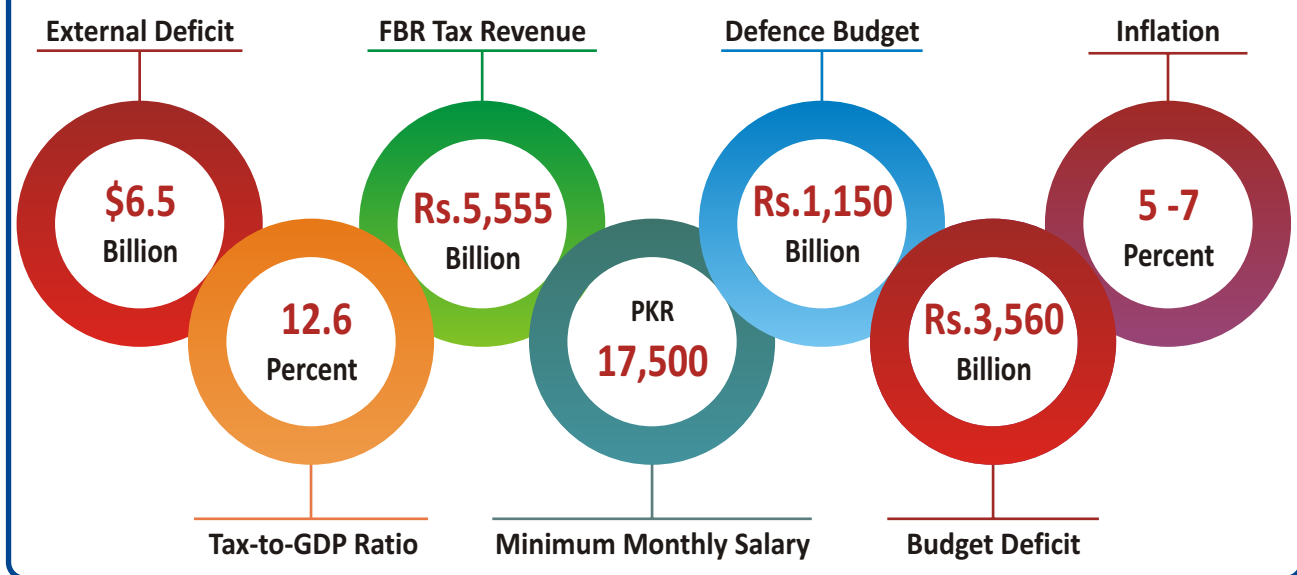 External Deficit
$6.5
Billion
12.6
Percent
Tax-to-GDP Ratio
FBR Tax Revenue
Rs.5,555
Billion
PKR
17,500
Minimum Monthly Salary
Defence Budget
Rs.1,150
Billion
Rs.3,560
Billion
Budget Deficit
Inflation
5 -7
Percent